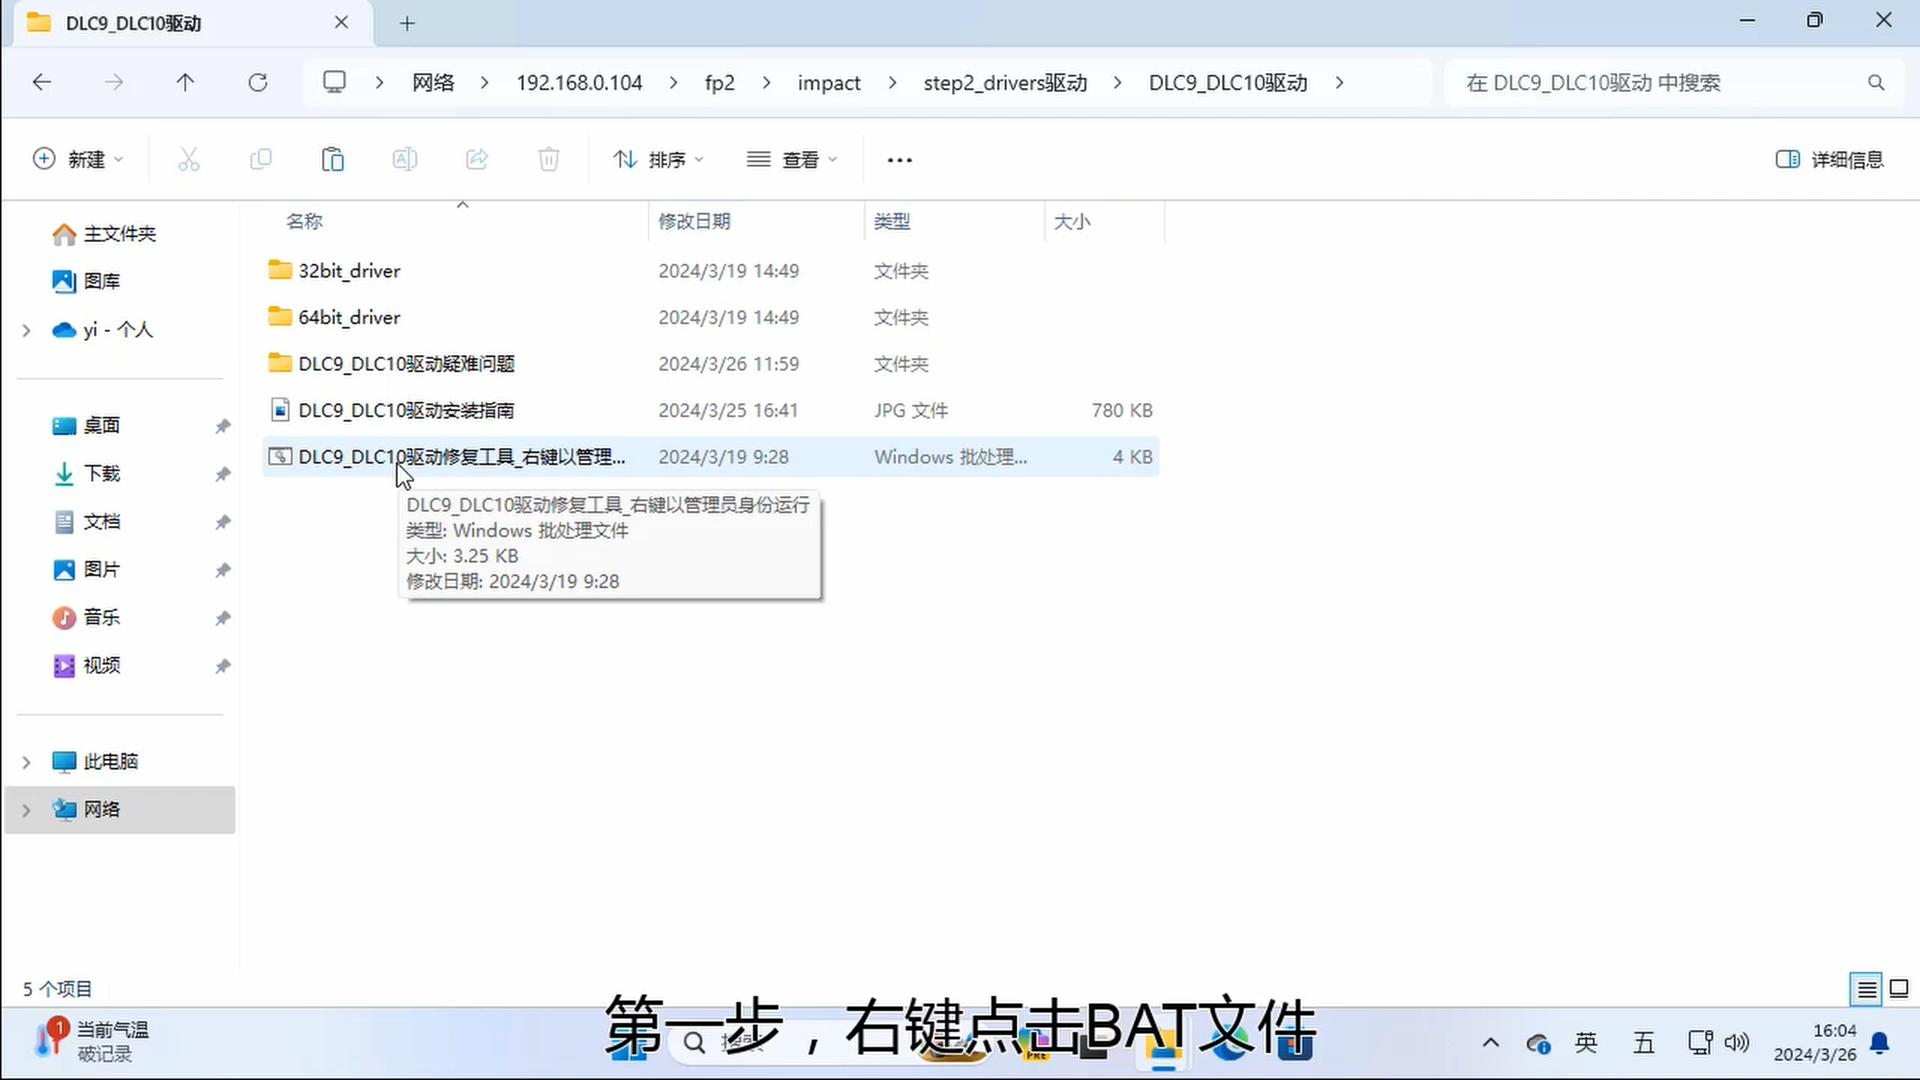 DLC9_DLC10驱动
网络 192.168.0.104 fp2 impact step2_drivers驱动 DLC9_DLC10驱动
在 DLC9_DLC10驱动 中搜索
新建 排序 查看 详细信息
名称 修改日期 类型 大小
32bit_driver 2024/3/19 14:49 文件夹
64bit_driver 2024/3/19 14:49 文件夹
DLC9_DLC10驱动疑难问题 2024/3/26 11:59 文件夹
DLC9_DLC10驱动安装指南 2024/3/25 16:41 JPG 文件 780 KB
DLC9_DLC10驱动修复工具_右键以管理... 2024/3/19 9:28 Windows 批处理... 4 KB
DLC9_DLC10驱动修复工具_右键以管理员身份运行
类型: Windows 批处理文件
大小: 3.25 KB
修改日期: 2024/3/19 9:28
主文件夹
图库
yi - 个人
桌面
下载
文档
图片
音乐
视频
此电脑
网络
5 个项目
第一步，右键点击BAT文件
1
当前气温
破记录
PRE
英
五
16:04
2024/3/26